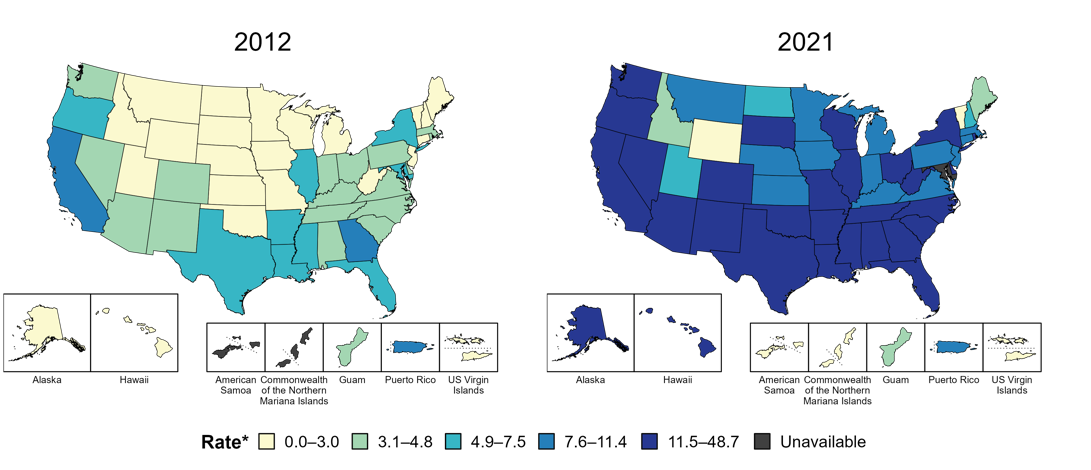 2012
2021
Alaska
Hawaii
American
Samoa
Commonwealth
of the Northern
Mariana Islands
Guam
Puerto Rico
US Virgin
Islands
Alaska
Hawaii
American
Samoa
Commonwealth
of the Northern
Mariana Islands
Guam
Puerto Rico
US Virgin
Islands
Rate* 0.0–3.0 3.1–4.8 4.9–7.5 7.6–11.4 11.5–48.7 Unavailable